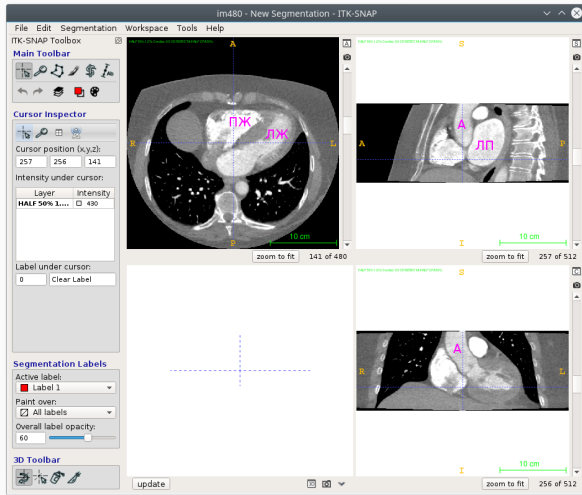 im480 - New Segmentation - ITK-SNAP
File Edit Segmentation Workspace Tools Help
ITK-SNAP Toolbox
Main Toolbar
Cursor Inspector
Cursor position (x,y,z):
257 256 141
Intensity under cursor:
Layer Intensity
HALF 50% 1.... 430
Label under cursor:
0 Clear Label
Segmentation Labels
Active label:
Label 1
Paint over:
All labels
Overall label opacity:
60
3D Toolbar
A
ПЖ
ЛЖ
R
L
P
10 cm
zoom to fit 141 of 480
A
S
A
A
P
ЛП
I
10 cm
zoom to fit 257 of 512
S
update
3D
S
A
R
L
I
10 cm
zoom to fit 256 of 512
C